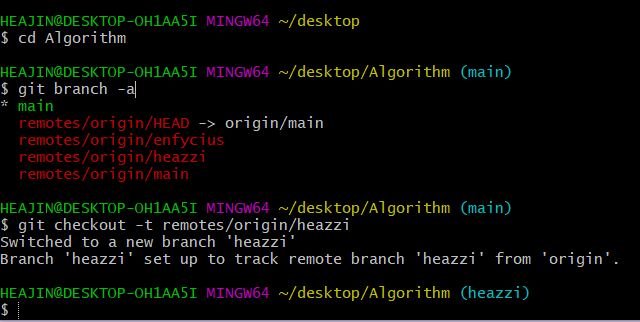 HEAJIN@DESKTOP-OH1AA5I MINGW64 ~/desktop
$ cd Algorithm
HEAJIN@DESKTOP-OH1AA5I MINGW64 ~/desktop/Algorithm (main)
$ git branch -a
* main
remotes/origin/HEAD -> origin/main
remotes/origin/enfycius
remotes/origin/heazzi
remotes/origin/main
HEAJIN@DESKTOP-OH1AA5I MINGW64 ~/desktop/Algorithm (main)
$ git checkout -t remotes/origin/heazzi
Switched to a new branch 'heazzi'
Branch 'heazzi' set up to track remote branch 'heazzi' from 'origin'.
HEAJIN@DESKTOP-OH1AA5I MINGW64 ~/desktop/Algorithm (heazzi)
$